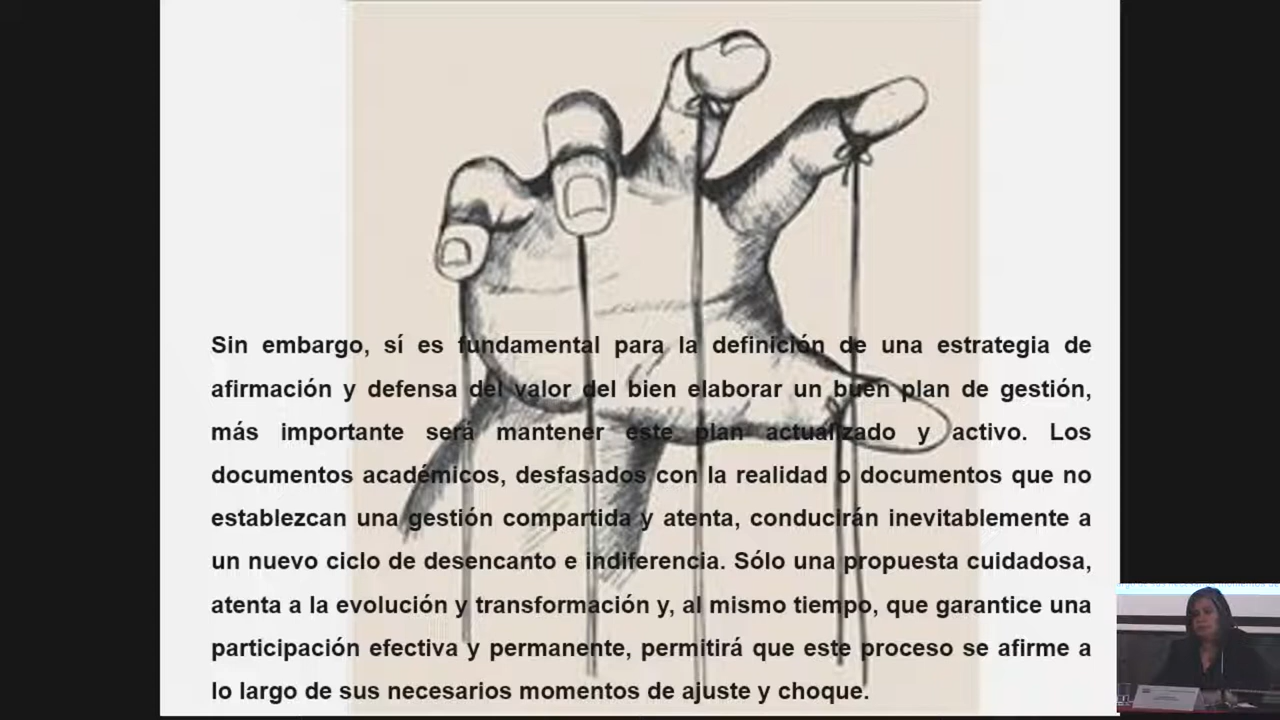 Sin embargo, sí es fundamental para la definición de una estrategia de
afirmación y defensa del valor del bien elaborar un buen plan de gestión,
más importante será mantener este plan actualizado y activo. Los
documentos académicos, desfasados con la realidad o documentos que no
establezcan una gestión compartida y atenta, conducirán inevitablemente a
un nuevo ciclo de desencanto e indiferencia. Sólo una propuesta cuidadosa,
atenta a la evolución y transformación y, al mismo tiempo, que garantice una
participación efectiva y permanente, permitirá que este proceso se afirme a
lo largo de sus necesarios momentos de ajuste y choque.